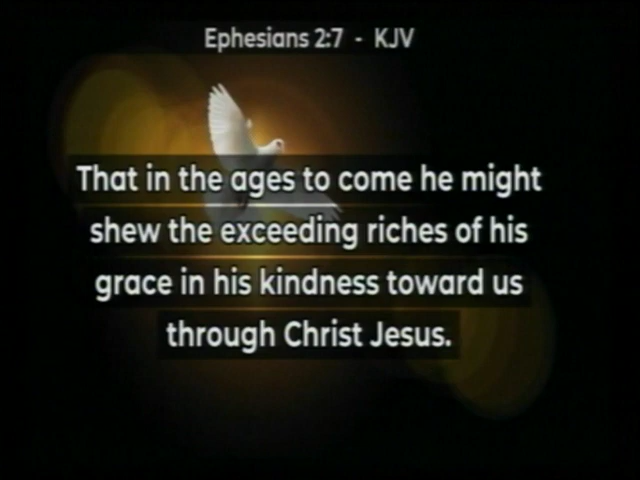 Ephesians 2:7 - KJV
That in the ages to come he might
shew the exceeding riches of his
grace in his kindness toward us
through Christ Jesus.